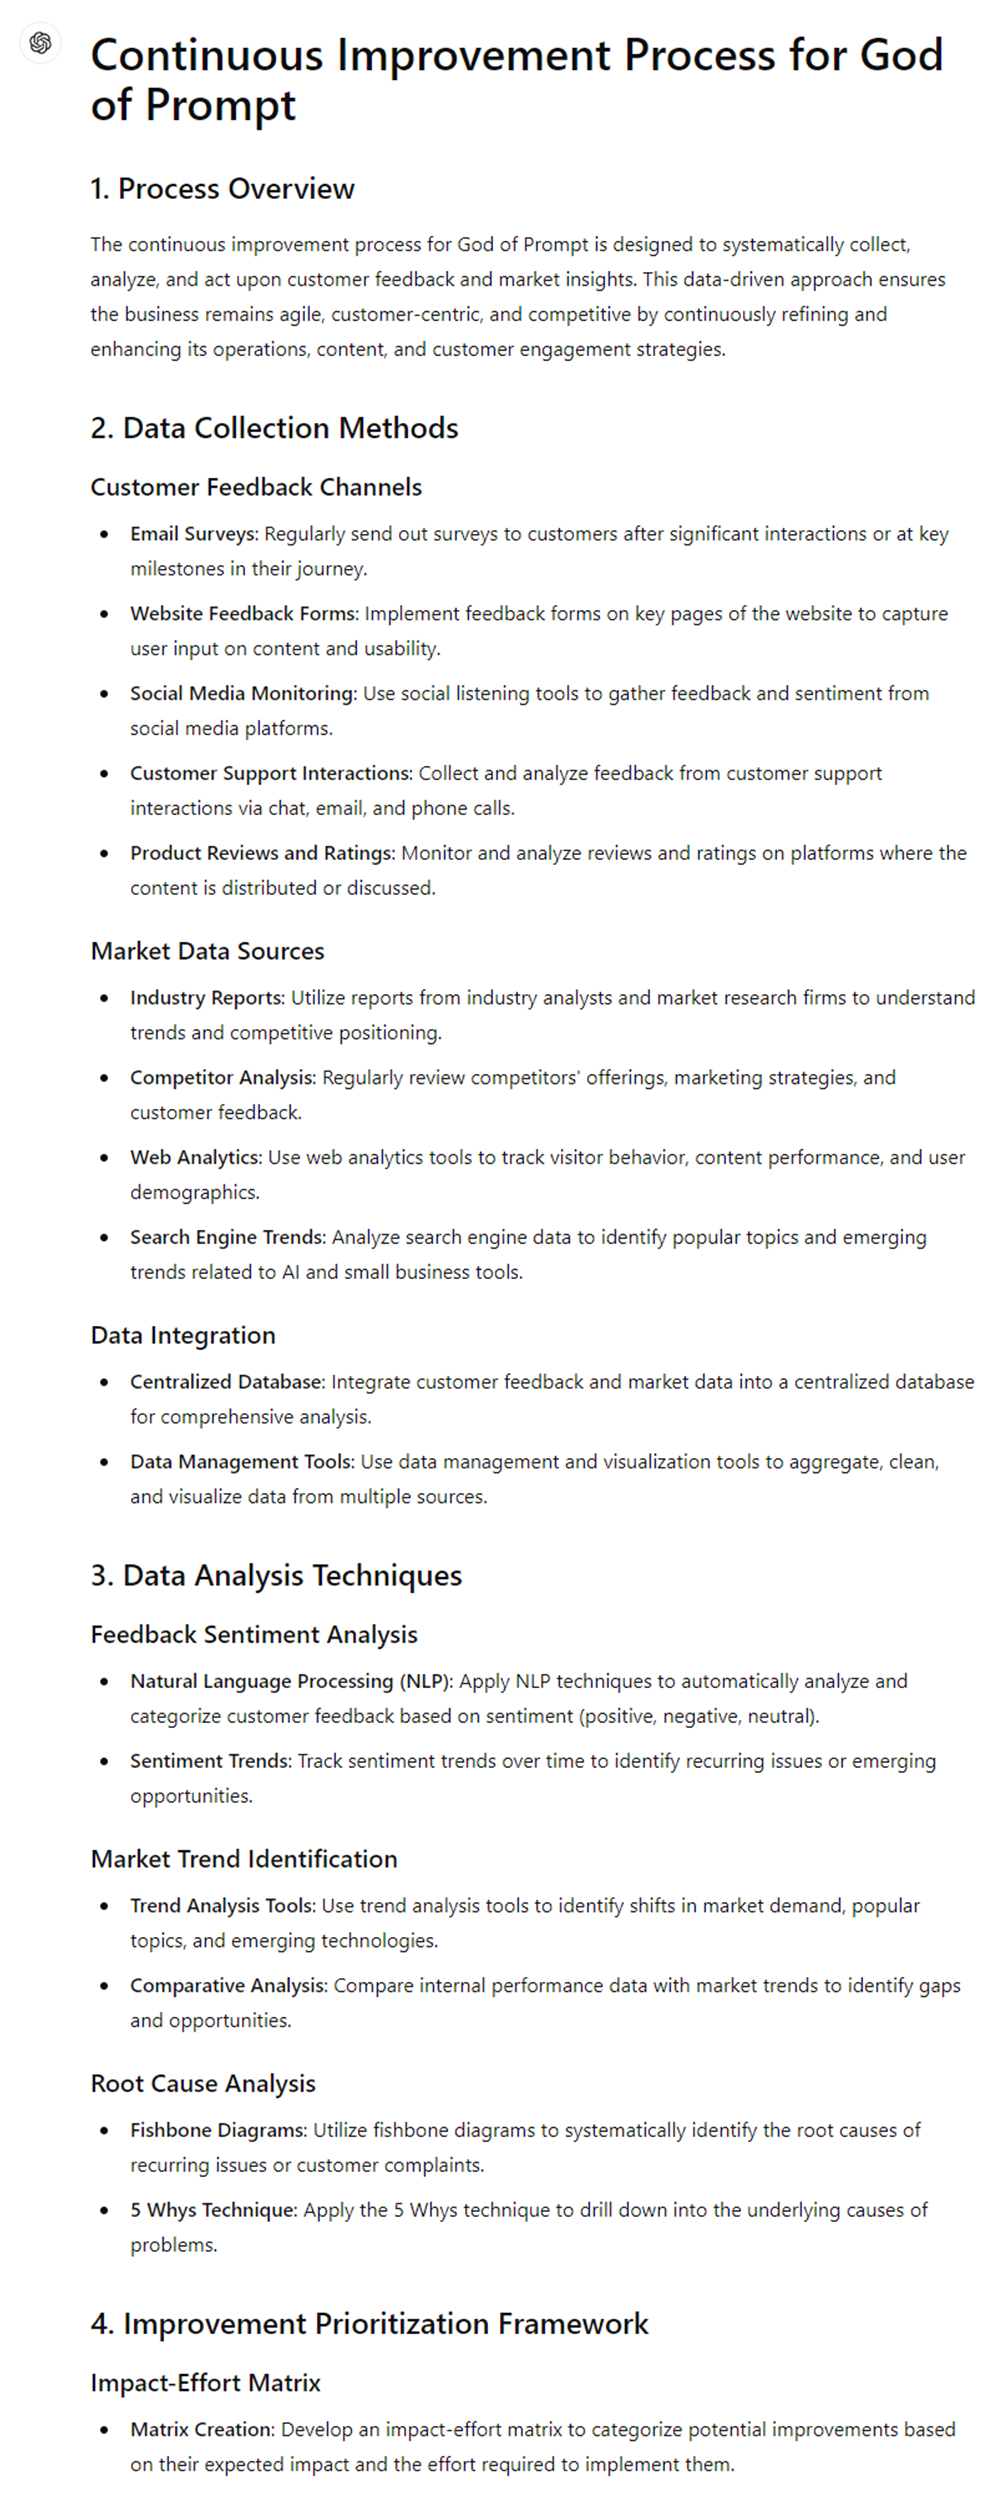 Continuous Improvement Process for God
of Prompt
1. Process Overview
The continuous improvement process for God of Prompt is designed to systematically collect,
analyze, and act upon customer feedback and market insights. This data-driven approach ensures
the business remains agile, customer-centric, and competitive by continuously refining and
enhancing its operations, content, and customer engagement strategies.
2. Data Collection Methods
Customer Feedback Channels
• Email Surveys: Regularly send out surveys to customers after significant interactions or at key
milestones in their journey.
• Website Feedback Forms: Implement feedback forms on key pages of the website to capture
user input on content and usability.
• Social Media Monitoring: Use social listening tools to gather feedback and sentiment from
social media platforms.
• Customer Support Interactions: Collect and analyze feedback from customer support
interactions via chat, email, and phone calls.
• Product Reviews and Ratings: Monitor and analyze reviews and ratings on platforms where the
content is distributed or discussed.
Market Data Sources
• Industry Reports: Utilize reports from industry analysts and market research firms to understand
trends and competitive positioning.
• Competitor Analysis: Regularly review competitors' offerings, marketing strategies, and
customer feedback.
• Web Analytics: Use web analytics tools to track visitor behavior, content performance, and user
demographics.
• Search Engine Trends: Analyze search engine data to identify popular topics and emerging
trends related to AI and small business tools.
Data Integration
• Centralized Database: Integrate customer feedback and market data into a centralized database
for comprehensive analysis.
• Data Management Tools: Use data management and visualization tools to aggregate, clean,
and visualize data from multiple sources.
3. Data Analysis Techniques
Feedback Sentiment Analysis
• Natural Language Processing (NLP): Apply NLP techniques to automatically analyze and
categorize customer feedback based on sentiment (positive, negative, neutral).
• Sentiment Trends: Track sentiment trends over time to identify recurring issues or emerging
opportunities.
Market Trend Identification
• Trend Analysis Tools: Use trend analysis tools to identify shifts in market demand, popular
topics, and emerging technologies.
• Comparative Analysis: Compare internal performance data with market trends to identify gaps
and opportunities.
Root Cause Analysis
• Fishbone Diagrams: Utilize fishbone diagrams to systematically identify the root causes of
recurring issues or customer complaints.
• 5 Whys Technique: Apply the 5 Whys technique to drill down into the underlying causes of
problems.
4. Improvement Prioritization Framework
Impact-Effort Matrix
• Matrix Creation: Develop an impact-effort matrix to categorize potential improvements based
on their expected impact and the effort required to implement them.